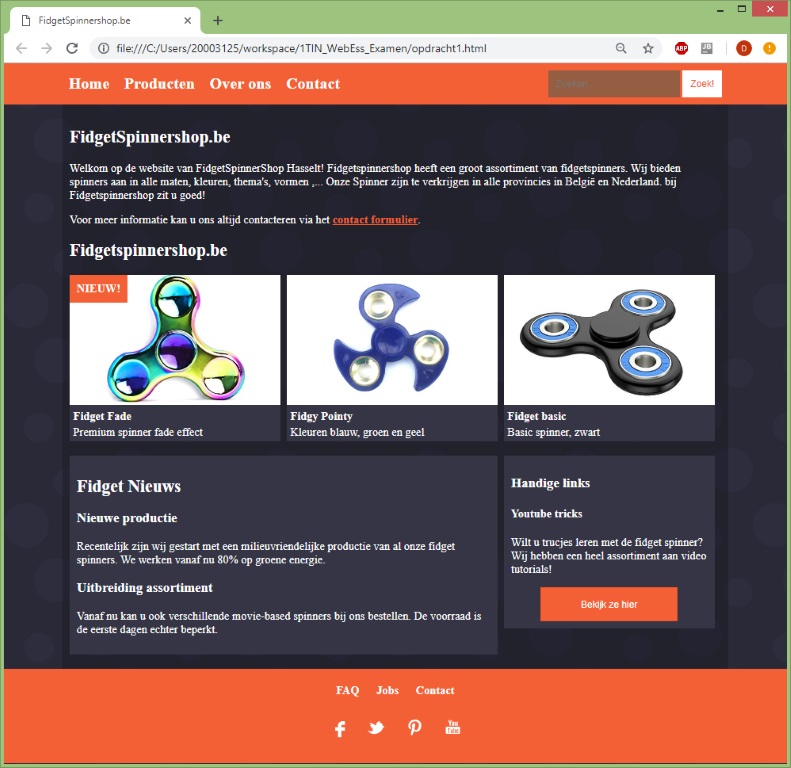 FidgetSpinnershop.be
file:///C:/Users/20003125/workspace/1TIN_WebEss_Examen/opdracht1.html
ABP
D
Home Producten Over ons Contact
Zoeken...
Zoek!
FidgetSpinnershop.be
Welkom op de website van FidgetSpinnerShop Hasselt! Fidgetspinnershop heeft een groot assortiment van fidgetspinners. Wij bieden
spinners aan in alle maten, kleuren, thema's, vormen ,... Onze Spinner zijn te verkrijgen in alle provincies in België en Nederland. bij
Fidgetspinnershop zit u goed!
Voor meer informatie kan u ons altijd contacteren via het contact formulier.
Fidgetspinnershop.be
NIEUW!
Fidget Fade
Premium spinner fade effect
Fidgy Pointy
Kleuren blauw, groen en geel
Fidget basic
Basic spinner, zwart
Fidget Nieuws
Nieuwe productie
Recentelijk zijn wij gestart met een milieuvriendelijke productie van al onze fidget
spinners. We werken vanaf nu 80% op groene energie.
Uitbreiding assortiment
Vanaf nu kan u ook verschillende movie-based spinners bij ons bestellen. De voorraad is
de eerste dagen echter beperkt.
Handige links
Youtube tricks
Wilt u trucjes leren met de fidget spinner?
Wij hebben een heel assortiment aan video
tutorials!
Bekijk ze hier
FAQ Jobs Contact
You
Tube